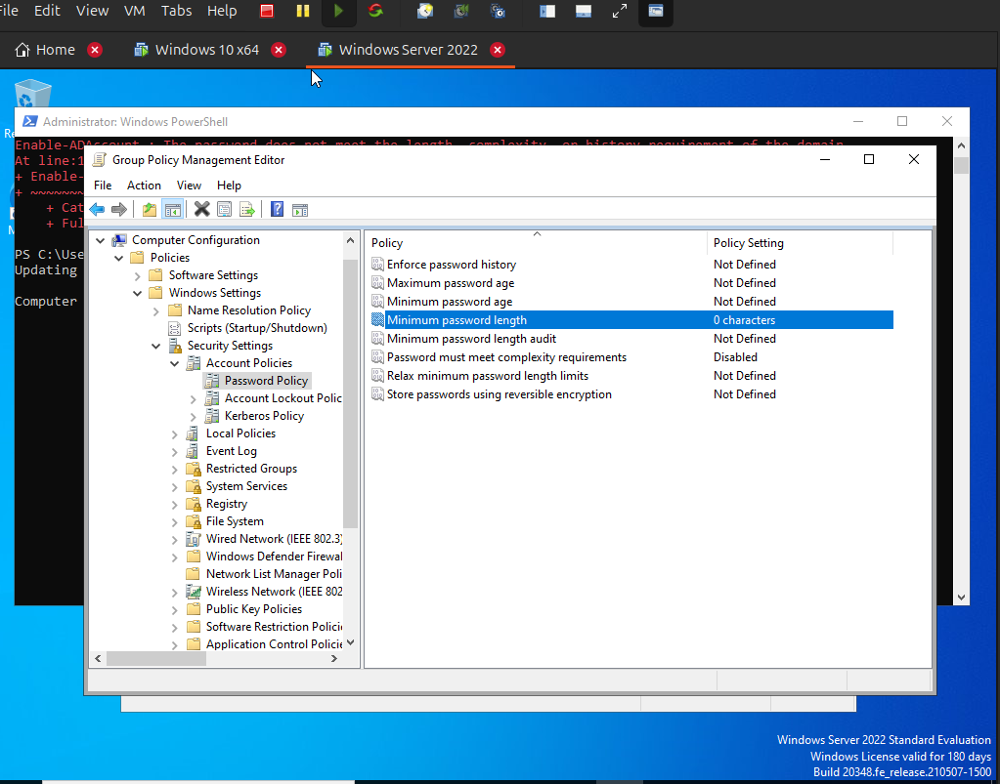 File Edit View VM Tabs Help
Home Windows 10 x64 Windows Server 2022
Administrator: Windows PowerShell
Enable-ADAccount : The password does not meet the length, complexity, or history requirement of the domain.
At line:1
+ Enable-
+ ~~~~~~~
+ Cat
+ Ful
PS C:\Use
Updating
Computer
Group Policy Management Editor
File Action View Help
Computer Configuration
Policies
Software Settings
Windows Settings
Name Resolution Policy
Scripts (Startup/Shutdown)
Security Settings
Account Policies
Password Policy
Account Lockout Polic
Kerberos Policy
Local Policies
Event Log
Restricted Groups
System Services
Registry
File System
Wired Network (IEEE 802.3)
Windows Defender Firewal
Network List Manager Poli
Wireless Network (IEEE 802
Public Key Policies
Software Restriction Policie
Application Control Policie
Policy Policy Setting
Enforce password history Not Defined
Maximum password age Not Defined
Minimum password age Not Defined
Minimum password length 0 characters
Minimum password length audit Not Defined
Password must meet complexity requirements Disabled
Relax minimum password length limits Not Defined
Store passwords using reversible encryption Not Defined
Windows Server 2022 Standard Evaluation
Windows License valid for 180 days
Build 20348.fe_release.210507-1500